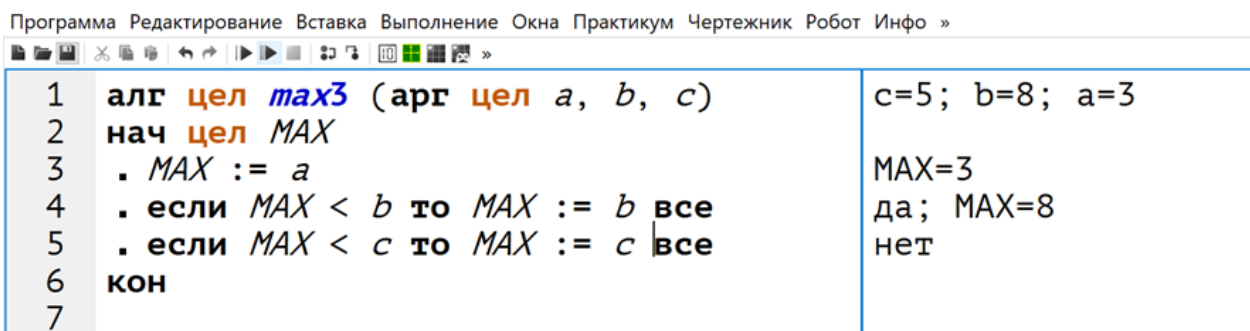 Программа Редактирование Вставка Выполнение Окна Практикум Чертежник Робот Инфо »
»
1 алг цел max3 (арг цел a, b, c) c=5; b=8; a=3
2 нач цел MAX
3 . MAX := a MAX=3
4 . если MAX < b то MAX := b все да; MAX=8
5 . если MAX < c то MAX := c все нет
6 кон
7